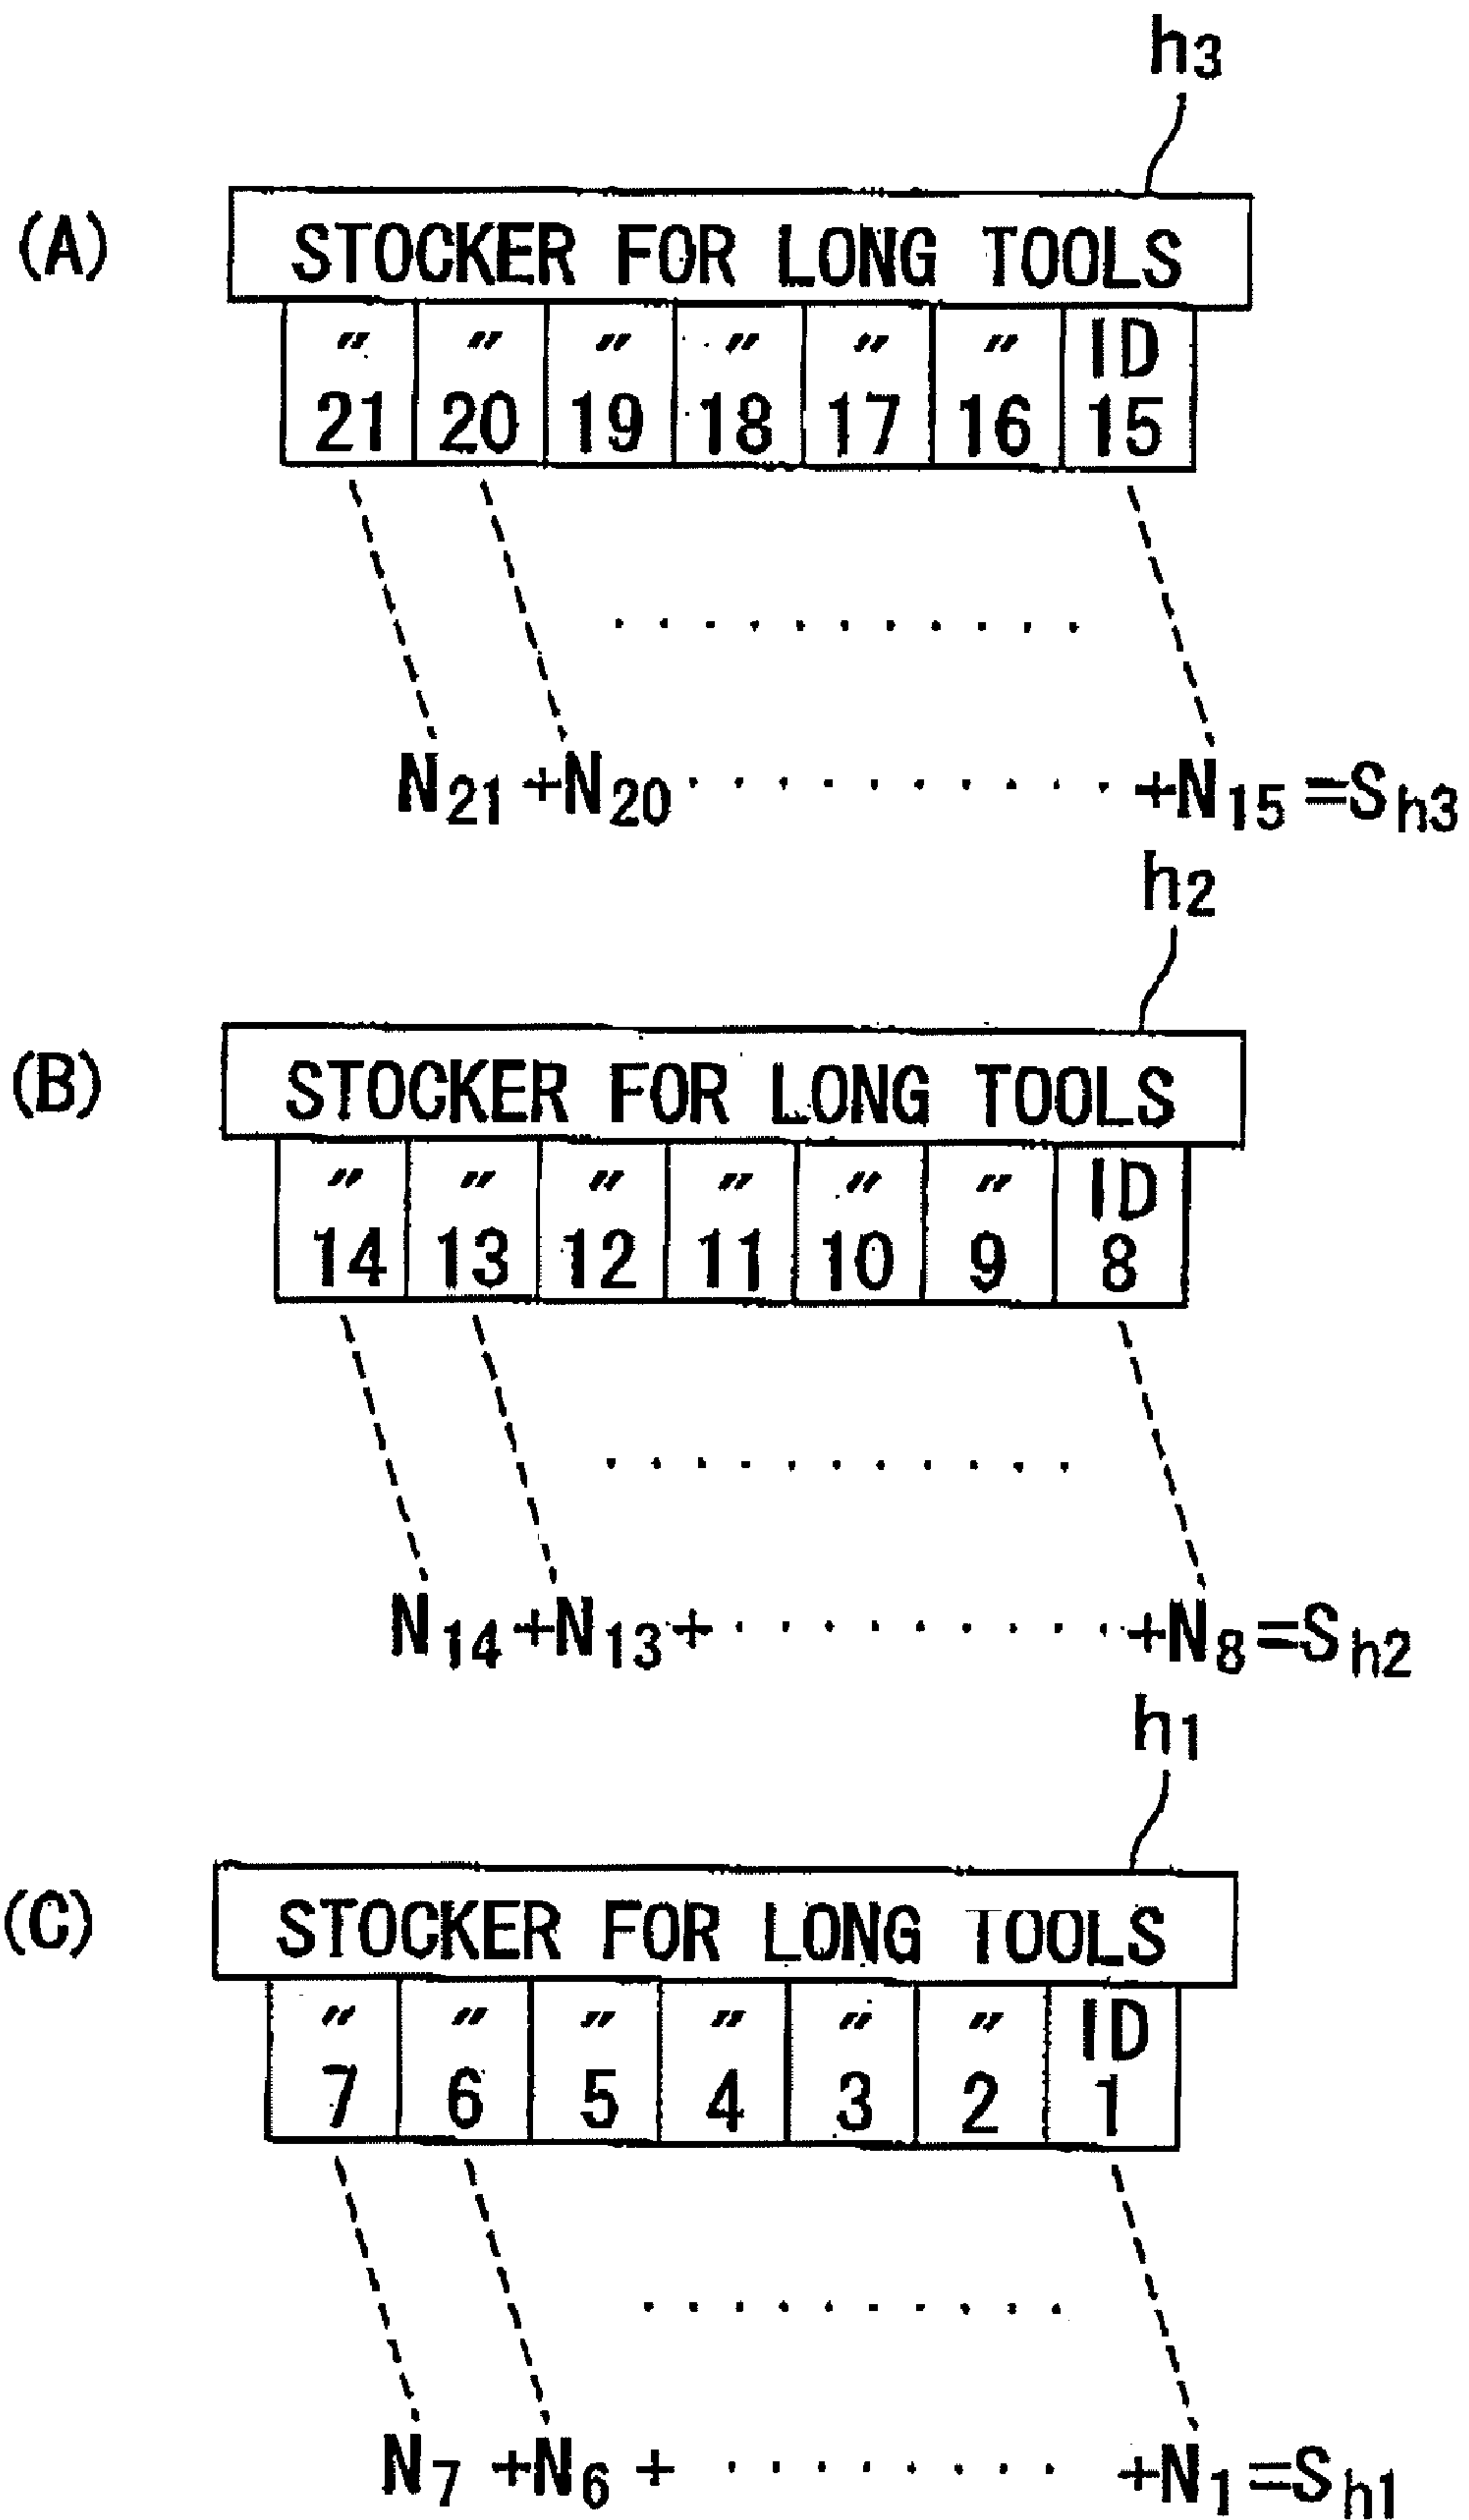 h3
(A) STOCKER FOR LONG TOOLS
〃 〃 〃 〃 〃 〃 ID
21 20 19 18 17 16 15
...........
N21+N20··········+N15=Sh3
h2
(B) STOCKER FOR LONG TOOLS
〃 〃 〃 〃 〃 〃 ID
14 13 12 11 10 9 8
...........
N14+N13+·········+N8=Sh2
h1
(C) STOCKER FOR LONG TOOLS
〃 〃 〃 〃 〃 〃 ID
7 6 5 4 3 2 1
..........
N7+N6+········+N1=Sh1